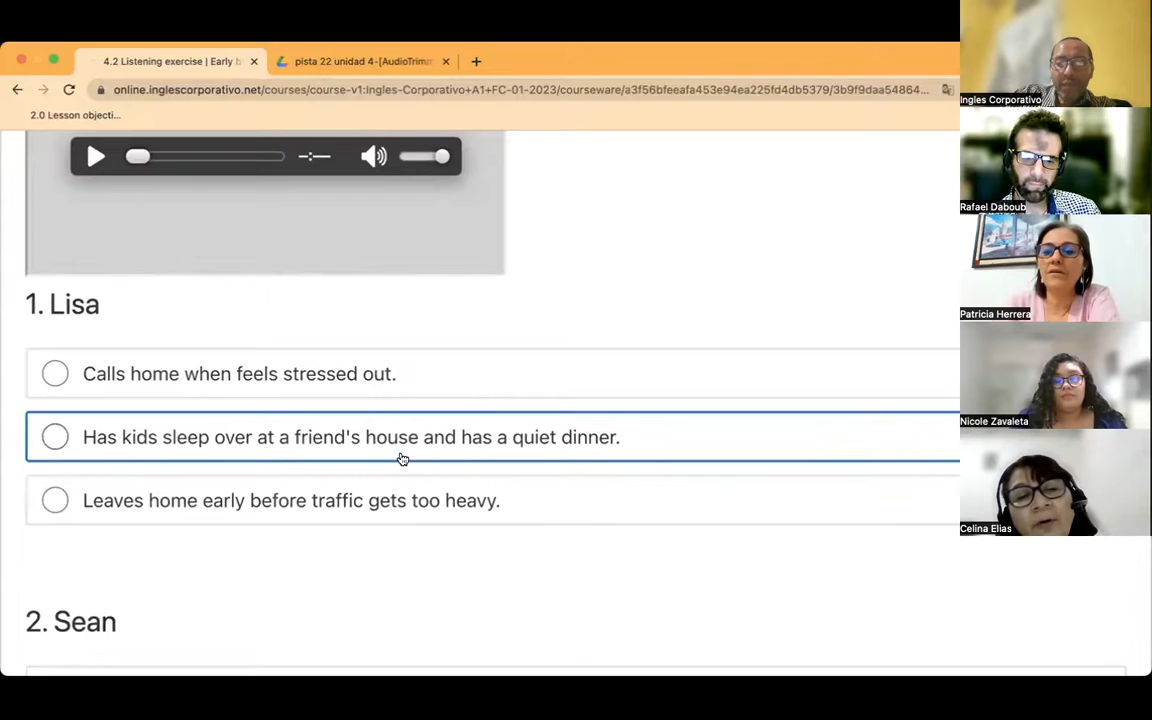 4.2 Listening exercise | Early b
pista 22 unidad 4-[AudioTrimm
online.inglescorporativo.net/courses/course-v1:Ingles-Corporativo+A1+FC-01-2023/courseware/a3f56bfeeafa453e94ea225fd4db5379/3b9f9daa54864...
2.0 Lesson objecti...
1. Lisa
Calls home when feels stressed out.
Has kids sleep over at a friend's house and has a quiet dinner.
Leaves home early before traffic gets too heavy.
2. Sean
Ingles Corporativo
Rafael Daboub
Patricia Herrera
Nicole Zavaleta
Celina Elias